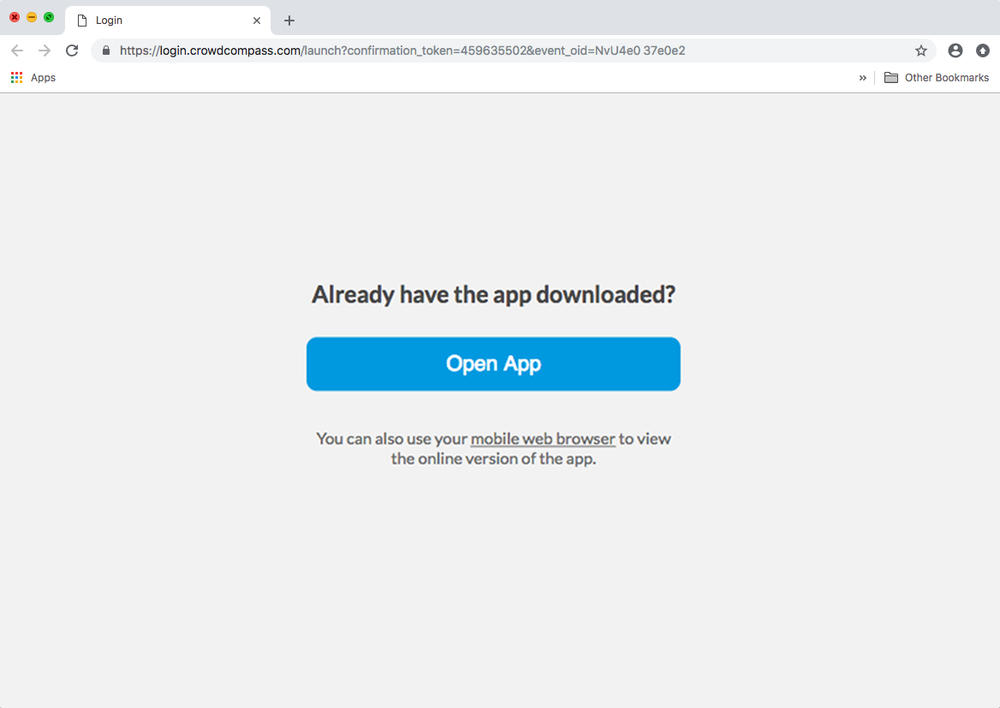 Login
https://login.crowdcompass.com/launch?confirmation_token=459635502&event_oid=NvU4e0 37e0e2
Apps
» Other Bookmarks
Already have the app downloaded?
Open App
You can also use your mobile web browser to view
the online version of the app.